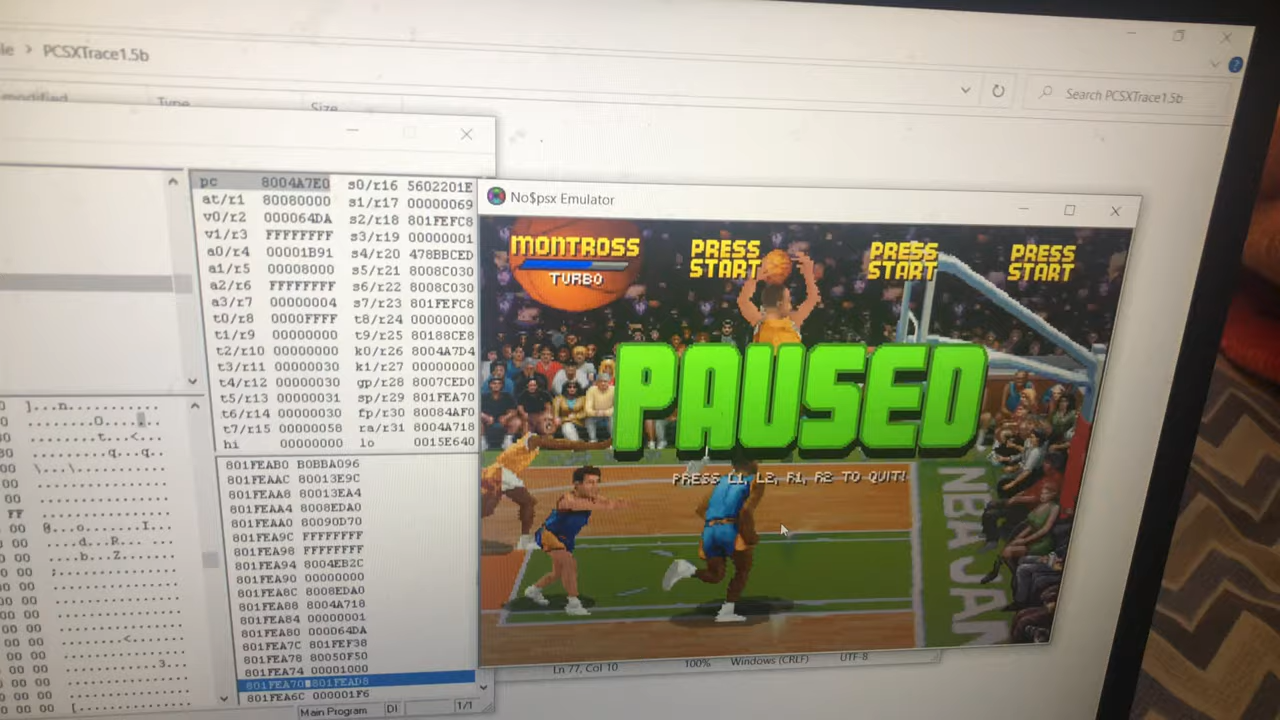 le > PCSXTrace1.5b
Search PCSXTrace1.5b
modified Type Size
pc 8004A7E0 s0/r16 5602201E
at/r1 80080000 s1/r17 00000069
v0/r2 000064DA s2/r18 801FEFC8
v1/r3 FFFFFFFF s3/r19 00000001
a0/r4 00001B91 s4/r20 478BBCED
a1/r5 00008000 s5/r21 8008C030
a2/r6 FFFFFFFF s6/r22 8008C030
a3/r7 00000004 s7/r23 801FEFC8
t0/r8 0000FFFF t8/r24 00000000
t1/r9 00000000 t9/r25 80188CE8
t2/r10 00000000 k0/r26 8004A7D4
t3/r11 00000030 k1/r27 00000000
t4/r12 00000030 gp/r28 8007CED0
t5/r13 00000031 sp/r29 801FEA70
t6/r14 00000030 fp/r30 80084AF0
t7/r15 00000058 ra/r31 8004A718
hi 00000000 lo 0015E640
801FEAB0 B0BBA096
801FEAAC 80013E9C
801FEAA8 80013EA4
801FEAA4 8008EDA0
801FEAA0 80090D70
801FEA9C FFFFFFFF
801FEA98 FFFFFFFF
801FEA94 8004EB2C
801FEA90 00000000
801FEA8C 8008EDA0
801FEA88 8004A718
801FEA84 00000001
801FEA80 000064DA
801FEA7C 801FEF38
801FEA78 80050F50
801FEA74 00001000
801FEA70 801FEAD8
801FEA6C 000001F6
Main Program DI 1/1
No$psx Emulator
MONTROSS
TURBO
PRESS START
PRESS START
PRESS START
PAUSED
PRESS L1, L2, R1, R2 TO QUIT!
NBA JAM
Ln 77, Col 10 100% Windows (CRLF) UTF-8